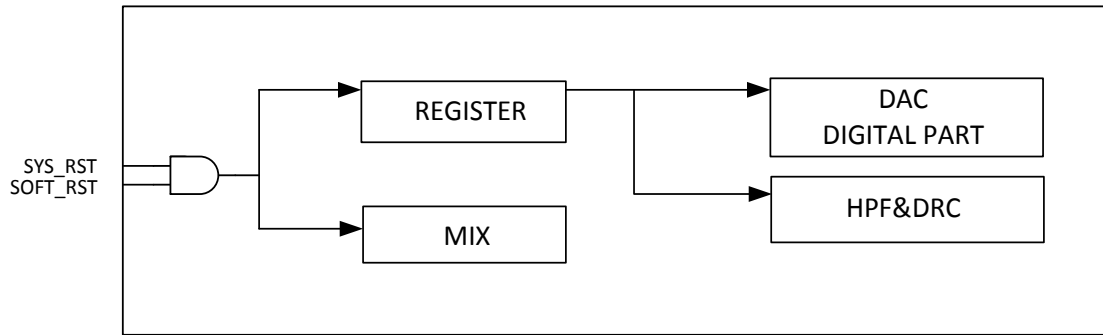 SYS_RST
SOFT_RST
REGISTER
MIX
DAC
DIGITAL PART
HPF&DRC